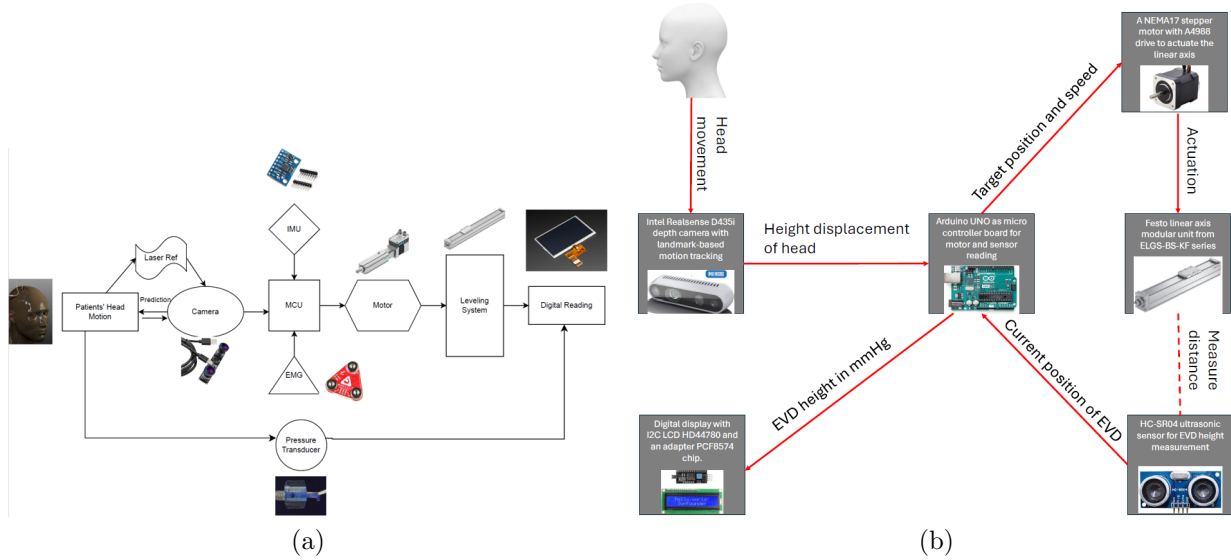 Laser Ref
Patients' Head
Motion
Prediction
Camera
IMU
MCU
EMG
Motor
Leveling
System
Digital Reading
Pressure
Transducer
(a)
Head
movement
Intel Realsense D435i
depth camera with
landmark-based
motion tracking
Height displacement
of head
Arduino UNO as micro
controller board for
motor and sensor
reading
Target position and speed
A NEMA17 stepper
motor with A4988
drive to actuate the
linear axis
Actuation
Festo linear axis
modular unit from
ELGS-BS-KF series
Measure
distance
HC-SR04 ultrasonic
sensor for EVD height
measurement
Current position of EVD
EVD height in mmHg
Digital display with
I2C LCD HD44780 and
an adapter PCF8574
chip.
(b)